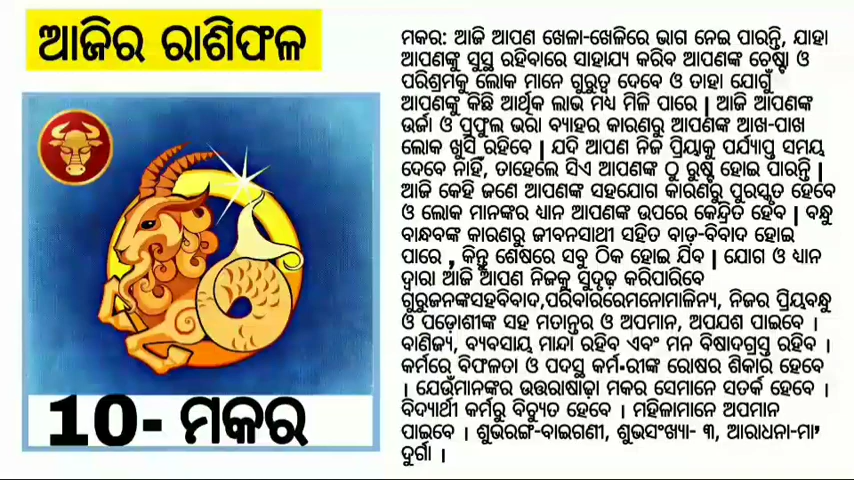 ଆଜିର ରାଶିଫଳ
10- ମକର
ମକର: ଆଜି ଆପଣ ଖେଳା-ଖେଳିରେ ଭାଗ ନେଇ ପାରନ୍ତି, ଯାହା
ଆପଣଙ୍କୁ ସୁସ୍ଥ ରହିବାରେ ସାହାଯ୍ୟ କରିବ ଆପଣଙ୍କ ଚେଷ୍ଟା ଓ
ପରିଶ୍ରମକୁ ଲୋକ ମାନେ ଗୁରୁତ୍ୱ ଦେବେ ଓ ତାହା ଯୋଗୁଁ
ଆପଣଙ୍କୁ କିଛି ଆର୍ଥିକ ଲାଭ ମଧ୍ୟ ମିଳି ପାରେ | ଆଜି ଆପଣଙ୍କ
ଉର୍ଜା ଓ ପ୍ରଫୁଲ ଭରା ବ୍ୟାହର କାରଣରୁ ଆପଣଙ୍କ ଆଖ-ପାଖ
ଲୋକ ଖୁସି ରହିବେ | ଯଦି ଆପଣ ନିଜ ପ୍ରିୟାକୁ ପର୍ଯ୍ୟାପ୍ତ ସମୟ
ଦେବେ ନାହିଁ, ତାହେଲେ ସିଏ ଆପଣଙ୍କ ଠୁ ରୁଷ୍ଟ ହୋଇ ପାରନ୍ତି |
ଆଜି କେହି ଜଣେ ଆପଣଙ୍କ ସହଯୋଗ କାରଣରୁ ପୁରସ୍କୃତ ହେବେ
ଓ ଲୋକ ମାନଙ୍କର ଧ୍ୟାନ ଆପଣଙ୍କ ଉପରେ କେନ୍ଦ୍ରିତ ହେବ | ବନ୍ଧୁ
ବାନ୍ଧବଙ୍କ କାରଣରୁ ଜୀବନସାଥୀ ସହିତ ବାଡ଼-ବିବାଦ ହୋଇ
ପାରେ , କିନ୍ତୁ ଶେଷରେ ସବୁ ଠିକ ହୋଇ ଯିବ | ଯୋଗ ଓ ଧ୍ୟାନ
ଦ୍ୱାରା ଆଜି ଆପଣ ନିଜକୁ ସୁଦୃଢ଼ କରିପାରିବେ
ଗୁରୁଜନଙ୍କସହବିବାଦ,ପରିବାରରେମନୋମାଳିନ୍ୟ, ନିଜର ପ୍ରିୟବନ୍ଧୁ
ଓ ପଡ଼ୋଶୀଙ୍କ ସହ ମତାନ୍ତର ଓ ଅପମାନ, ଅପଯଶ ପାଇବେ ।
ବାଣିଜ୍ୟ, ବ୍ୟବସାୟ ମାନ୍ଦା ରହିବ ଏବଂ ମନ ବିଷାଦଗ୍ରସ୍ତ ରହିବ ।
କର୍ମରେ ବିଫଳତା ଓ ପଦସ୍ଥ କର୍ମ·ରୀଙ୍କ ରୋଷର ଶିକାର ହେବେ
। ଯେଉଁମାନଙ୍କର ଉତ୍ତରାଷାଢ଼ା ମକର ସେମାନେ ସତର୍କ ହେବେ ।
ବିଦ୍ୟାର୍ଥୀ କର୍ମରୁ ବିଚ୍ୟୁତ ହେବେ । ମହିଳାମାନେ ଅପମାନ
ପାଇବେ । ଶୁଭରଙ୍ଗ-ବାଇଗଣୀ, ଶୁଭସଂଖ୍ୟା- ୩, ଆରାଧନା-ମା’
ଦୁର୍ଗା ।